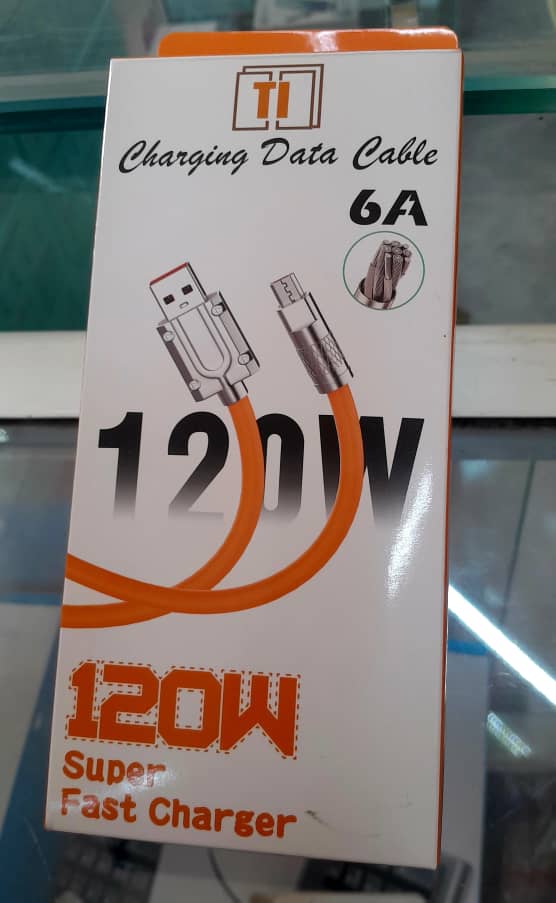 TI
Charging Data Cable
6A
120W
120W
Super
Fast Charger